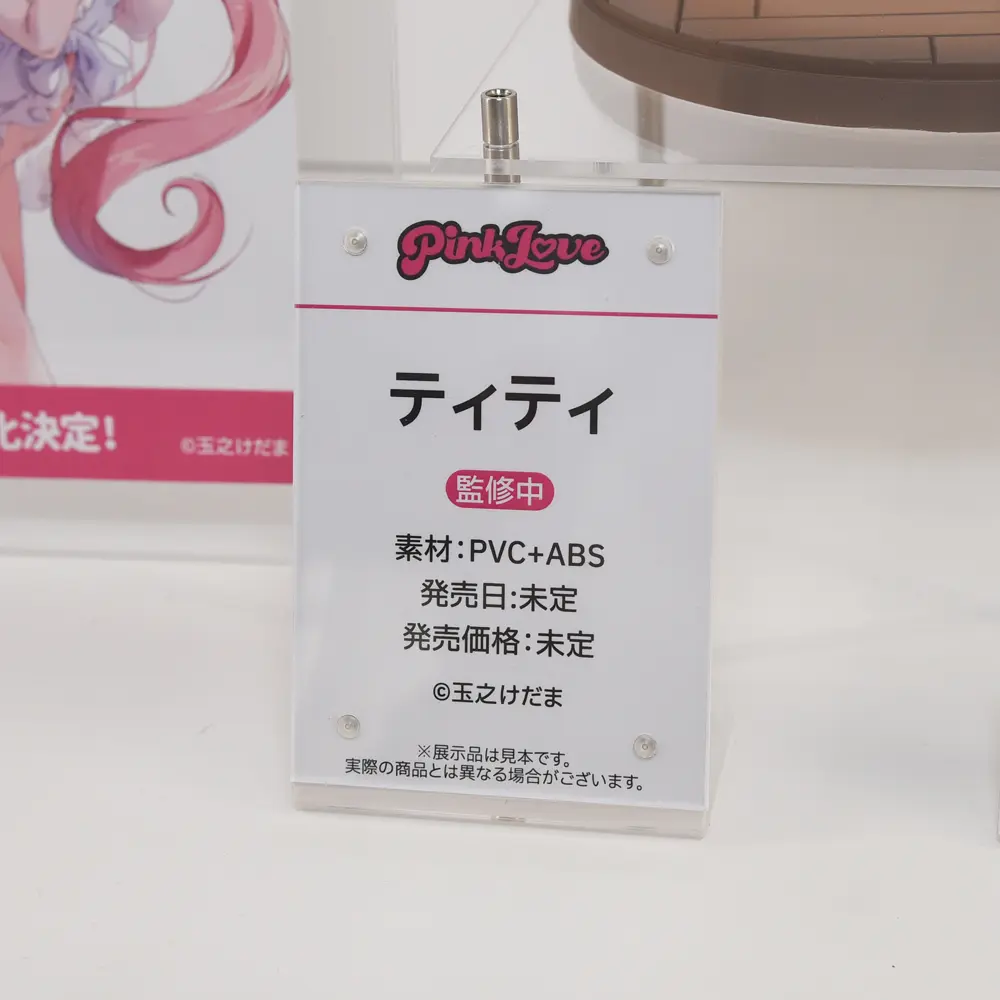 PinkLove
ティティ
監修中
素材：PVC+ABS
発売日:未定
発売価格：未定
©玉之けだま
※展示品は見本です。
実際の商品とは異なる場合がございます。
化決定！
©玉之けだま